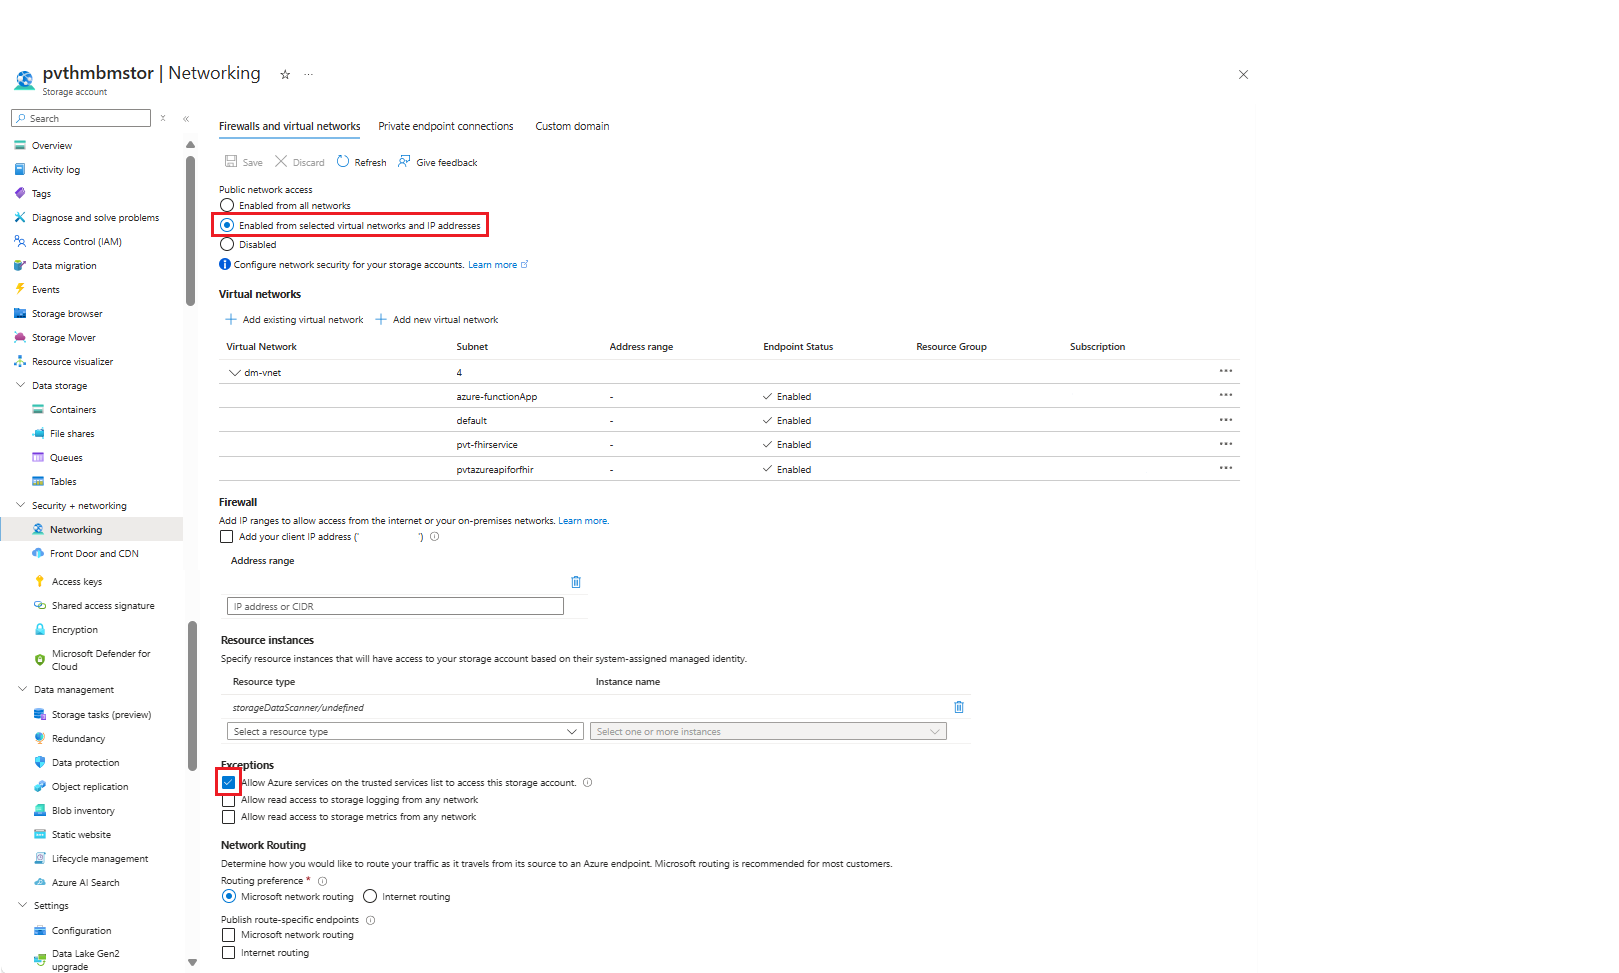 pvthmbmstor | Networking
Storage account
Search
Overview
Activity log
Tags
Diagnose and solve problems
Access Control (IAM)
Data migration
Events
Storage browser
Storage Mover
Resource visualizer
Data storage
Containers
File shares
Queues
Tables
Security + networking
Networking
Front Door and CDN
Access keys
Shared access signature
Encryption
Microsoft Defender for
Cloud
Data management
Storage tasks (preview)
Redundancy
Data protection
Object replication
Blob inventory
Static website
Lifecycle management
Azure AI Search
Settings
Configuration
Data Lake Gen2
upgrade
Firewalls and virtual networks Private endpoint connections Custom domain
Save Discard Refresh Give feedback
Public network access
Enabled from all networks
Enabled from selected virtual networks and IP addresses
Disabled
Configure network security for your storage accounts. Learn more
Virtual networks
Add existing virtual network Add new virtual network
Virtual Network Subnet Address range Endpoint Status Resource Group Subscription
dm-vnet 4
azure-functionApp - Enabled
default - Enabled
pvt-fhirservice - Enabled
pvtazureapiforfhir - Enabled
Firewall
Add IP ranges to allow access from the internet or your on-premises networks. Learn more.
Add your client IP address (' ')
Address range
IP address or CIDR
Resource instances
Specify resource instances that will have access to your storage account based on their system-assigned managed identity.
Resource type Instance name
storageDataScanner/undefined
Select a resource type Select one or more instances
Exceptions
Allow Azure services on the trusted services list to access this storage account.
Allow read access to storage logging from any network
Allow read access to storage metrics from any network
Network Routing
Determine how you would like to route your traffic as it travels from its source to an Azure endpoint. Microsoft routing is recommended for most customers.
Routing preference *
Microsoft network routing Internet routing
Publish route-specific endpoints
Microsoft network routing
Internet routing